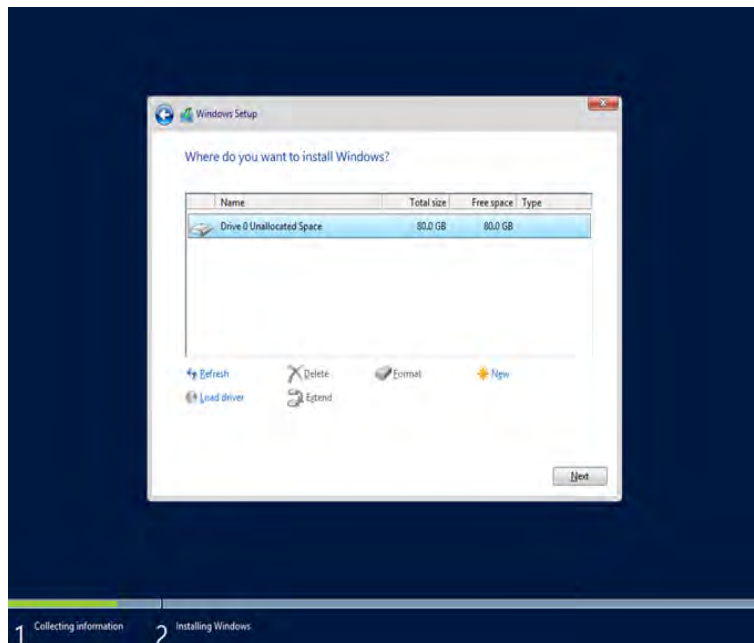 Windows Setup
Where do you want to install Windows?
Name Total size Free space Type
Drive 0 Unallocated Space 80.0 GB 80.0 GB
Refresh Delete Format New
Load driver Extend
Next
1 Collecting information 2 Installing Windows